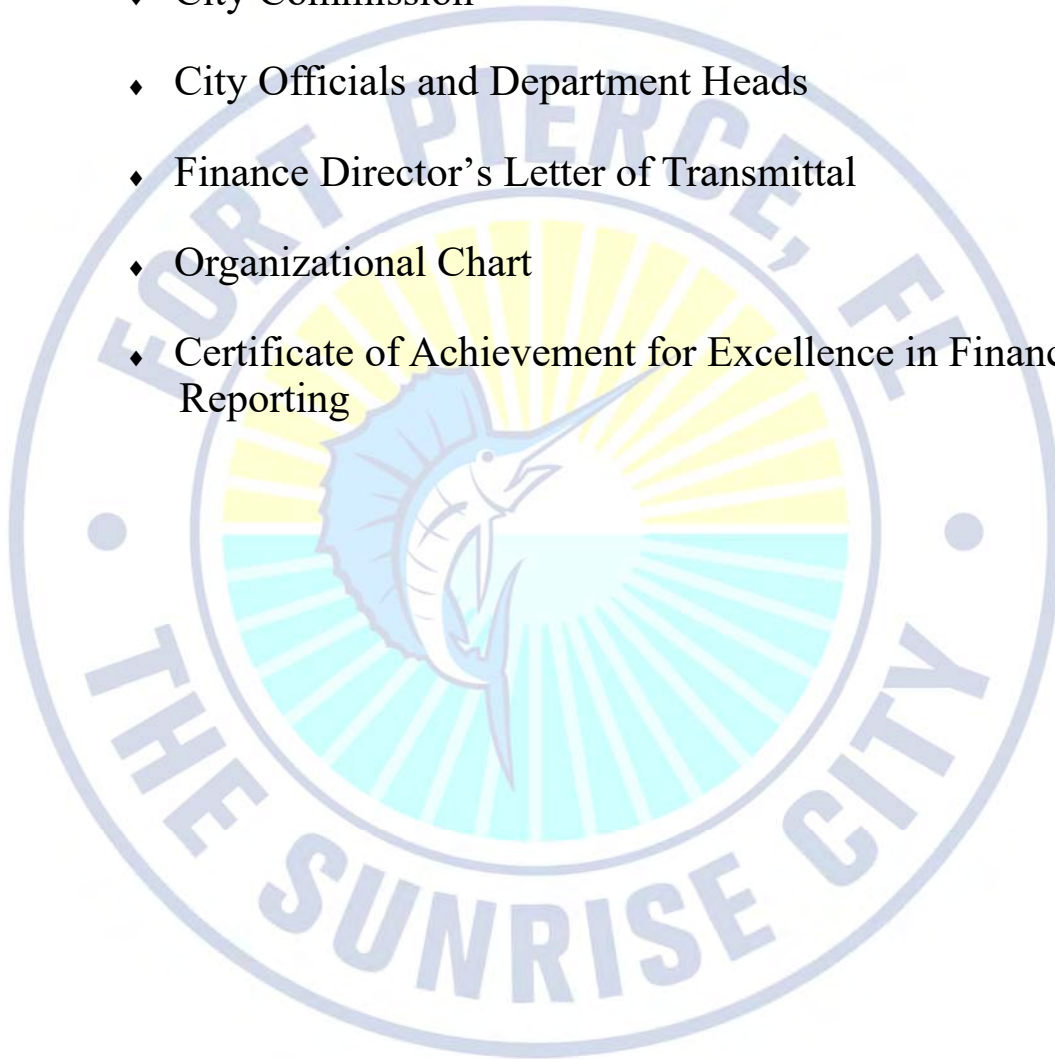 City Commission
♦ City Officials and Department Heads
♦ Finance Director’s Letter of Transmittal
♦ Organizational Chart
♦ Certificate of Achievement for Excellence in Financ
Reporting
FORT PIERCE, FL
THE SUNRISE CITY